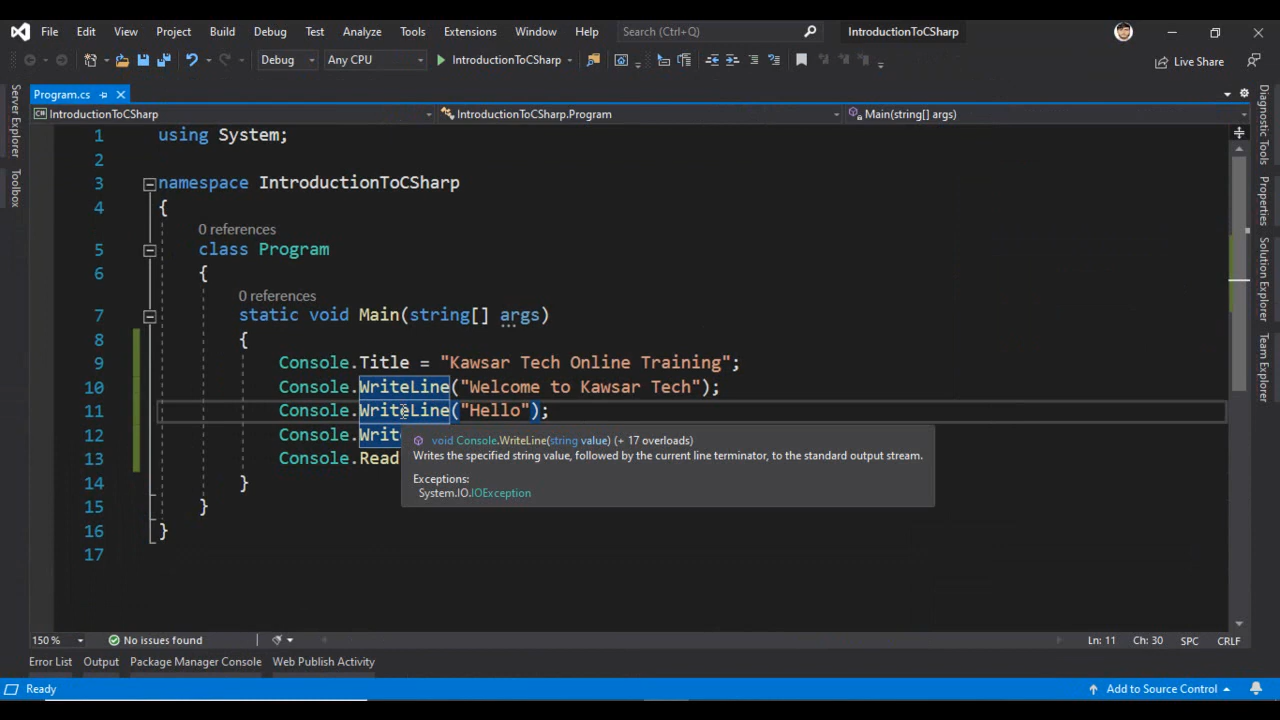 File Edit View Project Build Debug Test Analyze Tools Extensions Window Help Search (Ctrl+Q) IntroductionToCSharp
Debug Any CPU IntroductionToCSharp Live Share
Program.cs
IntroductionToCSharp IntroductionToCSharp.Program Main(string[] args)
Server Explorer
Toolbox
1 using System;
2
3 namespace IntroductionToCSharp
4 {
0 references
5 class Program
6 {
0 references
7 static void Main(string[] args)
8 {
9 Console.Title = "Kawsar Tech Online Training";
10 Console.WriteLine("Welcome to Kawsar Tech");
11 Console.WriteLine("Hello");
12 Console.Writ
13 Console.Read
void Console.WriteLine(string value) (+ 17 overloads)
Writes the specified string value, followed by the current line terminator, to the standard output stream.
Exceptions:
System.IO.IOException
14 }
15 }
16 }
17
Diagnostic Tools
Properties
Solution Explorer
Team Explorer
150 % No issues found Ln: 11 Ch: 30 SPC CRLF
Error List Output Package Manager Console Web Publish Activity
Ready Add to Source Control